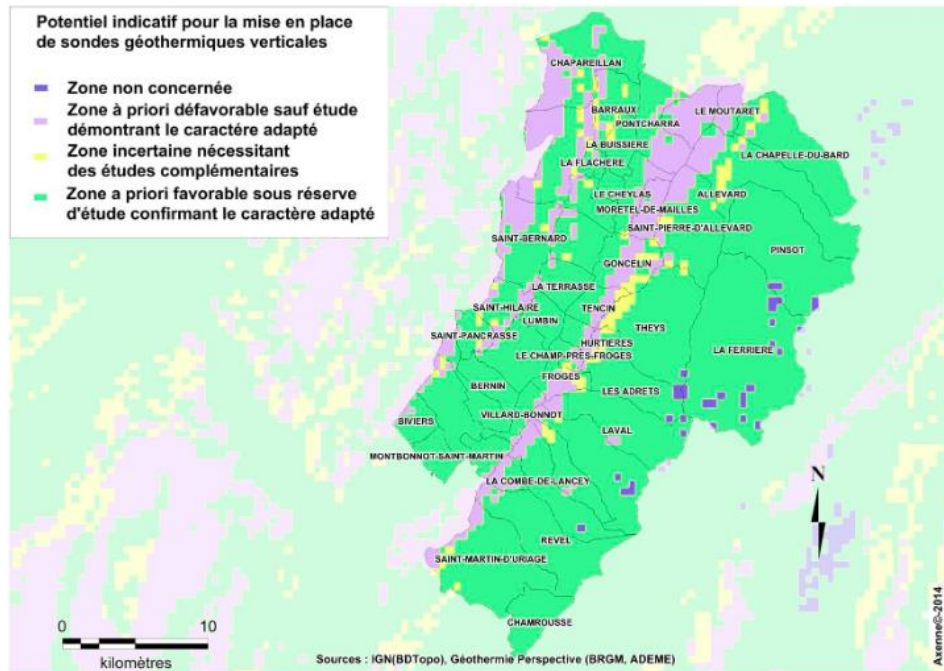 Potentiel indicatif pour la mise en place
de sondes géothermiques verticales
Zone non concernée
Zone à priori défavorable sauf étude
démontrant le caractére adapté
Zone incertaine nécessitant
des études complémentaires
Zone a priori favorable sous réserve
d'étude confirmant le caractère adapté
CHAPAREILLAN
BARRAUX
LE MOUTARET
PONTCHARRA
LA BUISSIERE
LA CHAPELLE-DU-BARD
LA FLACHERE
LE CHEYLAS
ALLEVARD
MORETEL-DE-MAILLES
SAINT-PIERRE-D'ALLEVARD
SAINT-BERNARD
PINSOT
GONCELIN
LA TERRASSE
SAINT-HILAIRE
TENCIN
LUMBIN
THEYS
SAINT-PANCRASSE
HURTIERES
LA FERRIERE
LE CHAMP-PRES-FROGES
FROGES
BERNIN
LES ADRETS
VILLARD-BONNOT
BIVIERS
LAVAL
MONTBONNOT-SAINT-MARTIN
N
LA COMBE-DE-LANCEY
REVEL
SAINT-MARTIN-D'URIAGE
CHAMROUSSE
0 10
kilomètres
Sources : IGN(BDTopo), Géothermie Perspective (BRGM, ADEME)
Axenne©-2014